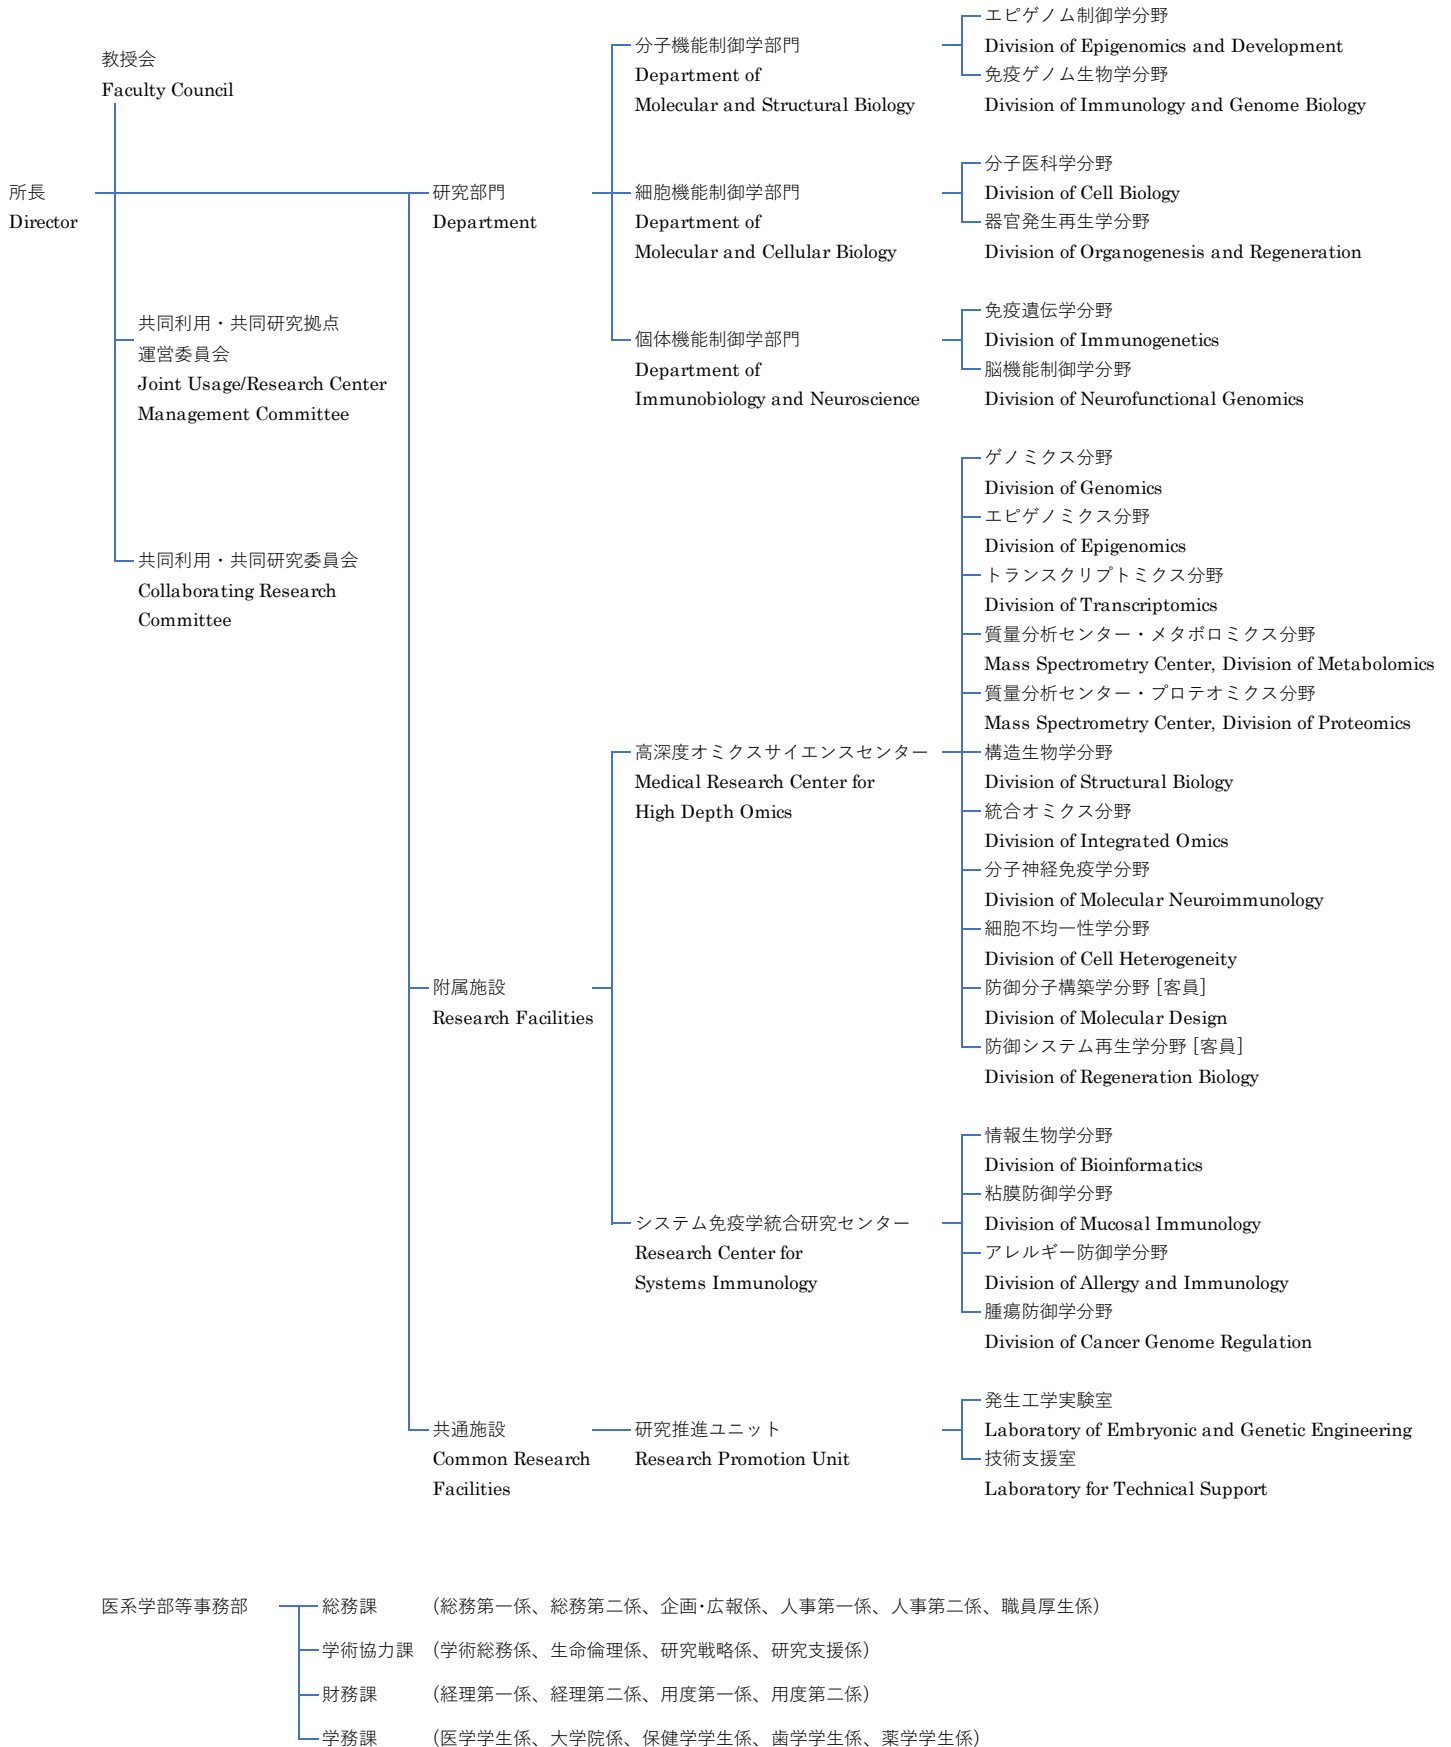 教授会
Faculty Council
所長
Director
共同利用・共同研究拠点
運営委員会
Joint Usage/Research Center
Management Committee
共同利用・共同研究委員会
Collaborating Research
Committee
研究部門
Department
分子機能制御学部門
Department of
Molecular and Structural Biology
エピゲノム制御学分野
Division of Epigenomics and Development
免疫ゲノム生物学分野
Division of Immunology and Genome Biology
細胞機能制御学部門
Department of
Molecular and Cellular Biology
分子医科学分野
Division of Cell Biology
器官発生再生学分野
Division of Organogenesis and Regeneration
個体機能制御学部門
Department of
Immunobiology and Neuroscience
免疫遺伝学分野
Division of Immunogenetics
脳機能制御学分野
Division of Neurofunctional Genomics
附属施設
Research Facilities
高深度オミクスサイエンスセンター
Medical Research Center for
High Depth Omics
ゲノミクス分野
Division of Genomics
エピゲノミクス分野
Division of Epigenomics
トランスクリプトミクス分野
Division of Transcriptomics
質量分析センター・メタボロミクス分野
Mass Spectrometry Center, Division of Metabolomics
質量分析センター・プロテオミクス分野
Mass Spectrometry Center, Division of Proteomics
構造生物学分野
Division of Structural Biology
統合オミクス分野
Division of Integrated Omics
分子神経免疫学分野
Division of Molecular Neuroimmunology
細胞不均一性学分野
Division of Cell Heterogeneity
防御分子構築学分野 [客員]
Division of Molecular Design
防御システム再生学分野 [客員]
Division of Regeneration Biology
システム免疫学統合研究センター
Research Center for
Systems Immunology
情報生物学分野
Division of Bioinformatics
粘膜防御学分野
Division of Mucosal Immunology
アレルギー防御学分野
Division of Allergy and Immunology
腫瘍防御学分野
Division of Cancer Genome Regulation
共通施設
Common Research
Facilities
研究推進ユニット
Research Promotion Unit
発生工学実験室
Laboratory of Embryonic and Genetic Engineering
技術支援室
Laboratory for Technical Support
医系学部等事務部
総務課 (総務第一係、総務第二係、企画・広報係、人事第一係、人事第二係、職員厚生係)
学術協力課 (学術総務係、生命倫理係、研究戦略係、研究支援係)
財務課 (経理第一係、経理第二係、用度第一係、用度第二係)
学務課 (医学学生係、大学院係、保健学学生係、歯学学生係、薬学学生係)